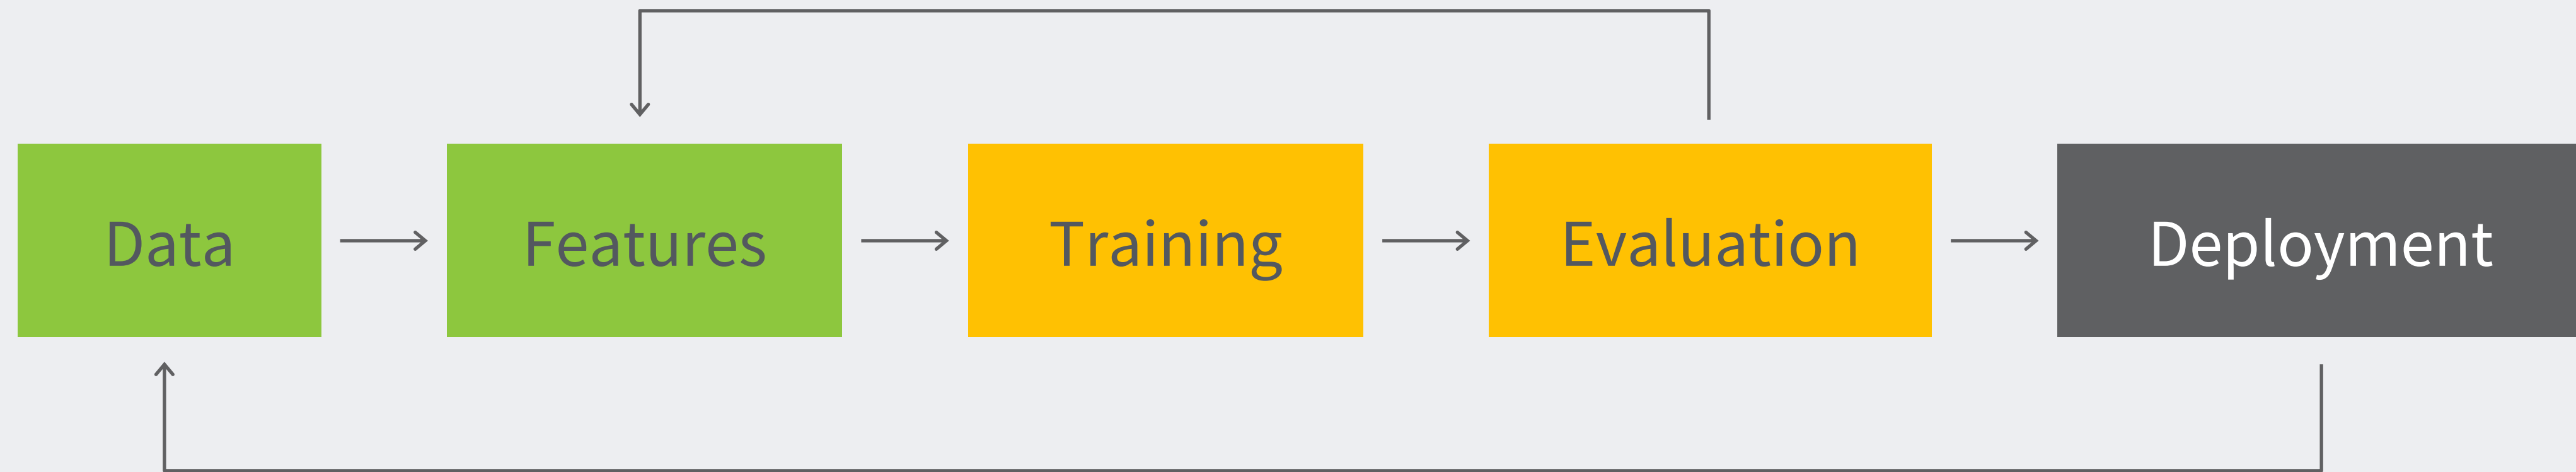 Data
Features
Training
Evaluation
Deployment